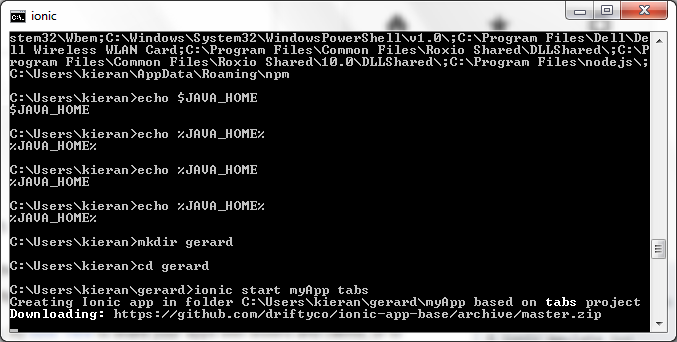 ionic
stem32\Wbem;C:\Windows\System32\WindowsPowerShell\v1.0\;C:\Program Files\Dell\De
ll Wireless WLAN Card;C:\Program Files\Common Files\Roxio Shared\DLLShared\;C:\P
rogram Files\Common Files\Roxio Shared\10.0\DLLShared\;C:\Program Files\nodejs\;
C:\Users\kieran\AppData\Roaming\npm
C:\Users\kieran>echo $JAVA_HOME
$JAVA_HOME
C:\Users\kieran>echo %JAVA_HOME%
%JAVA_HOME%
C:\Users\kieran>echo %JAVA_HOME
%JAVA_HOME
C:\Users\kieran>echo %JAVA_HOME%
%JAVA_HOME%
C:\Users\kieran>mkdir gerard
C:\Users\kieran>cd gerard
C:\Users\kieran\gerard>ionic start myApp tabs
Creating Ionic app in folder C:\Users\kieran\gerard\myApp based on tabs project
Downloading: https://github.com/driftyco/ionic-app-base/archive/master.zip